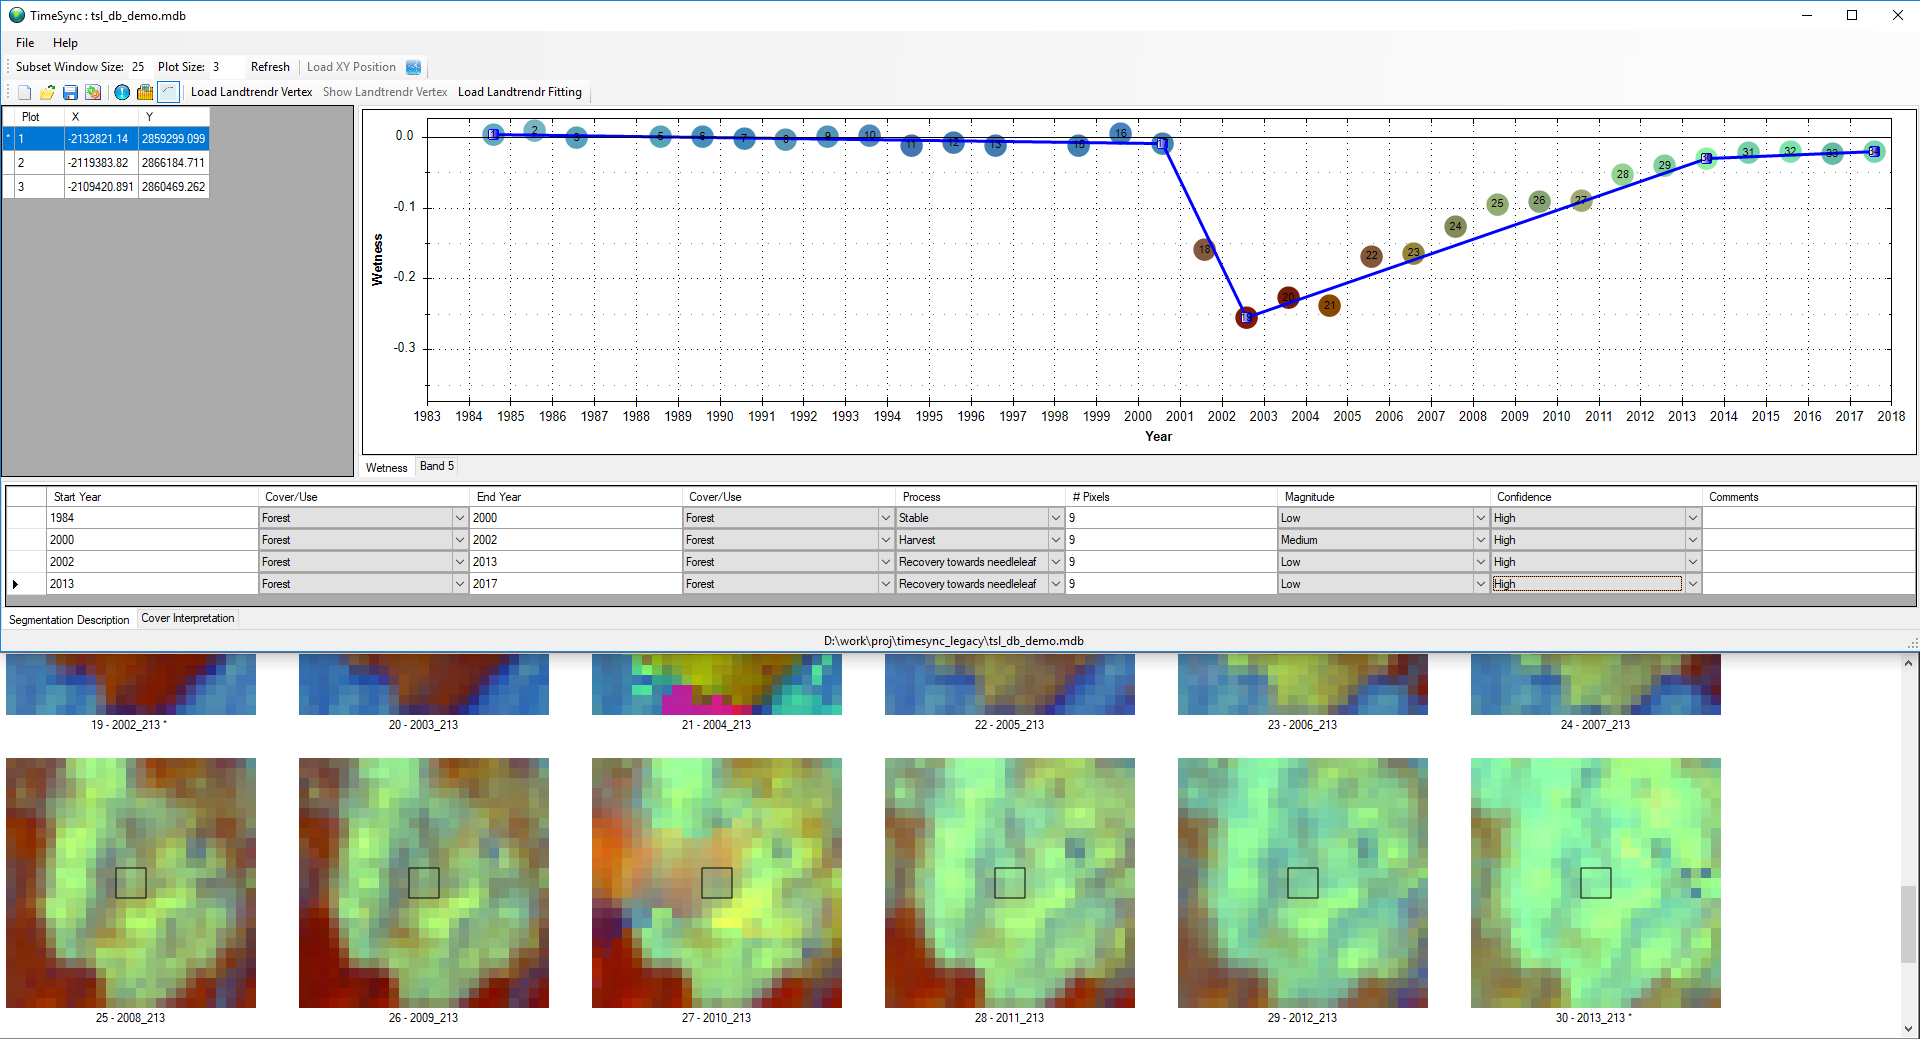 TimeSync : tsl_db_demo.mdb
File Help
Subset Window Size: 25 Plot Size: 3 Refresh Load XY Position
Load Landtrendr Vertex Show Landtrendr Vertex Load Landtrendr Fitting
Plot X Y
* 1 -2132821.14 2859299.099
2 -2119383.82 2866184.711
3 -2109420.891 2860469.262
Wetness
0.0
-0.1
-0.2
-0.3
1 2 3 5 6 7 8 9 10 11 12 13 15 16 17 18 19 20 21 22 23 24 25 26 27 28 29 30 31 32 33 34
1983 1984 1985 1986 1987 1988 1989 1990 1991 1992 1993 1994 1995 1996 1997 1998 1999 2000 2001 2002 2003 2004 2005 2006 2007 2008 2009 2010 2011 2012 2013 2014 2015 2016 2017 2018
Year
Wetness Band 5
Start Year Cover/Use End Year Cover/Use Process # Pixels Magnitude Confidence Comments
1984 Forest 2000 Forest Stable 9 Low High
2000 Forest 2002 Forest Harvest 9 Medium High
2002 Forest 2013 Forest Recovery towards needleleaf 9 Low High
2013 Forest 2017 Forest Recovery towards needleleaf 9 Low High
Segmentation Description Cover Interpretation
D:\work\proj\timesync_legacy\tsl_db_demo.mdb
19 - 2002_213 * 20 - 2003_213 21 - 2004_213 22 - 2005_213 23 - 2006_213 24 - 2007_213
25 - 2008_213 26 - 2009_213 27 - 2010_213 28 - 2011_213 29 - 2012_213 30 - 2013_213 *